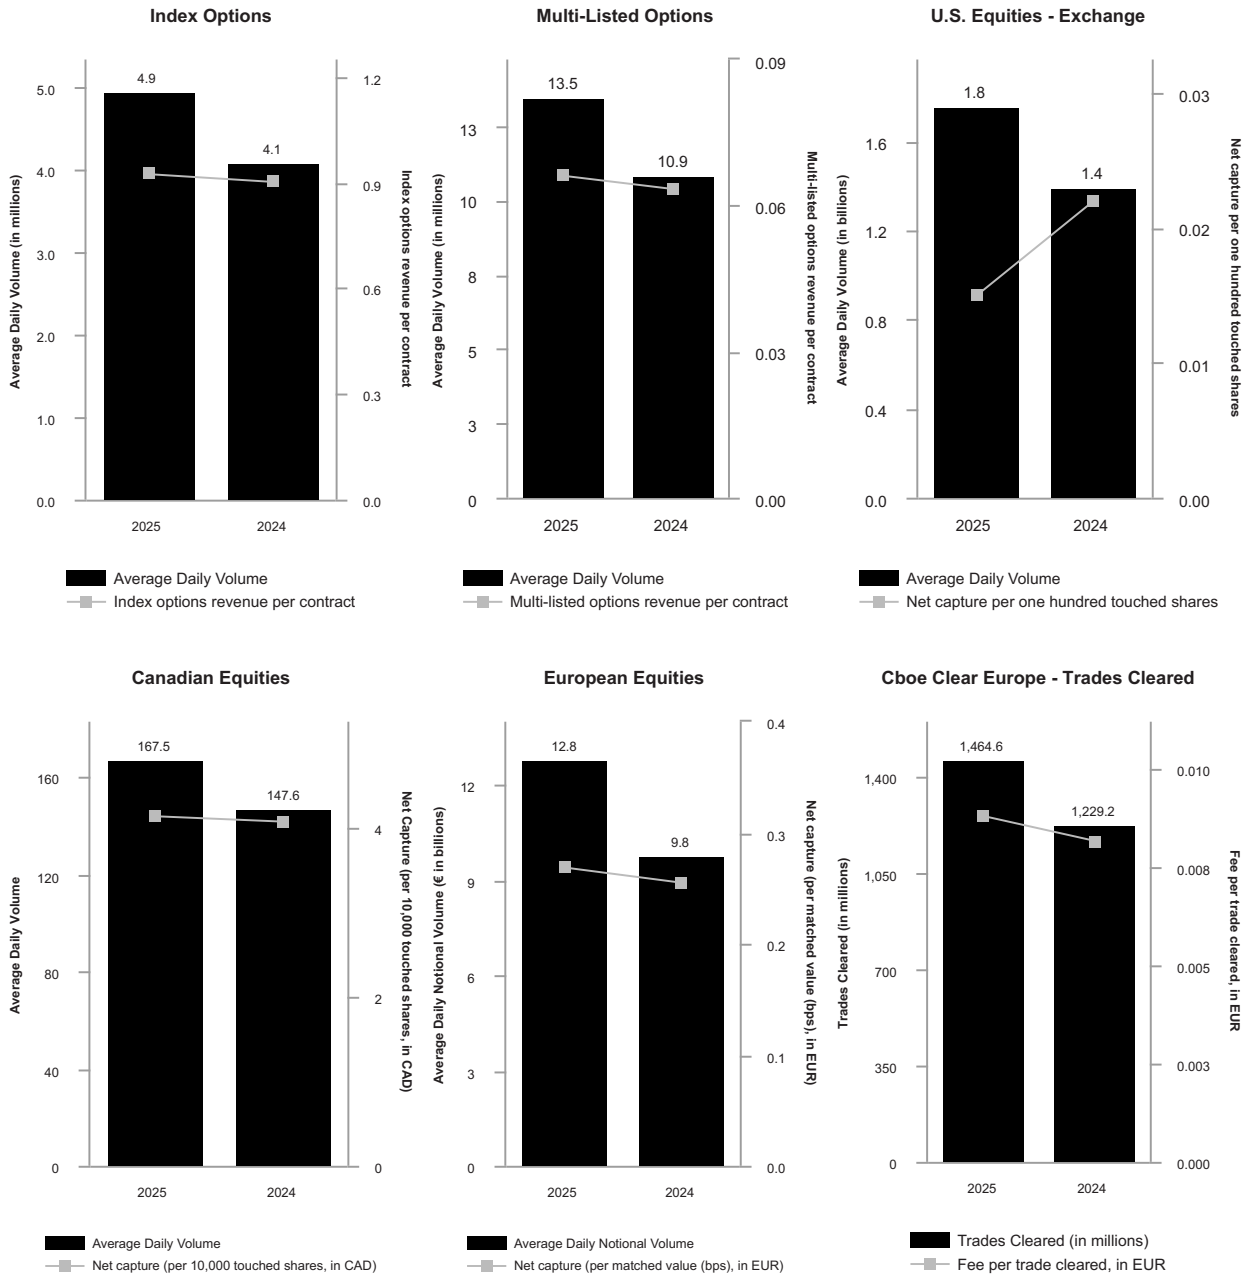 Index Options
4.9
4.1
5.0
4.0
3.0
2.0
1.0
0.0
1.2
0.9
0.6
0.3
0.0
Average Daily Volume (in millions)
Index options revenue per contract
2025 2024
Average Daily Volume
Index options revenue per contract
Multi-Listed Options
13.5
10.9
13
10
8
5
3
0
0.09
0.06
0.03
0.00
Average Daily Volume (in millions)
Multi-listed options revenue per contract
2025 2024
Average Daily Volume
Multi-listed options revenue per contract
U.S. Equities - Exchange
1.8
1.4
1.6
1.2
0.8
0.4
0.0
0.03
0.02
0.01
0.00
Average Daily Volume (in billions)
Net capture per one hundred touched shares
2025 2024
Average Daily Volume
Net capture per one hundred touched shares
Canadian Equities
167.5
147.6
160
120
80
40
0
4
2
0
Average Daily Volume
Net Capture (per 10,000 touched shares, in CAD)
2025 2024
Average Daily Volume
Net capture (per 10,000 touched shares, in CAD)
European Equities
12.8
9.8
12
9
6
3
0
0.4
0.3
0.2
0.1
0.0
Average Daily Notional Volume (€ in billions)
Net capture (per matched value (bps), in EUR)
2025 2024
Average Daily Notional Volume
Net capture (per matched value (bps), in EUR)
Cboe Clear Europe - Trades Cleared
1,464.6
1,229.2
1,400
1,050
700
350
0
0.010
0.008
0.005
0.003
0.000
Trades Cleared (in millions)
Fee per trade cleared, in EUR
2025 2024
Trades Cleared (in millions)
Fee per trade cleared, in EUR